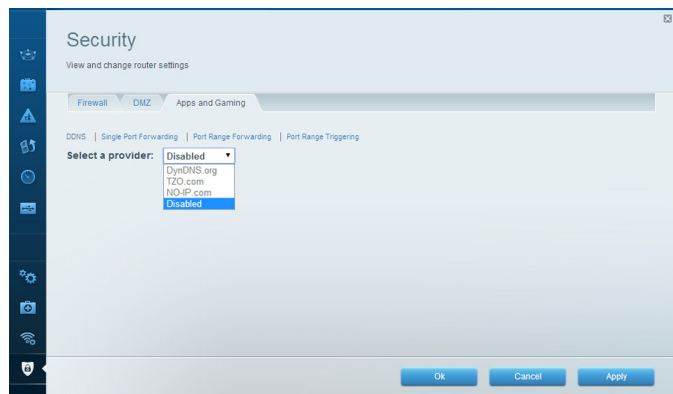 Security
View and change router settings
Firewall DMZ Apps and Gaming
DDNS | Single Port Forwarding | Port Range Forwarding | Port Range Triggering
Select a provider: Disabled
DynDNS.org
TZO.com
NO-IP.com
Disabled
Ok Cancel Apply